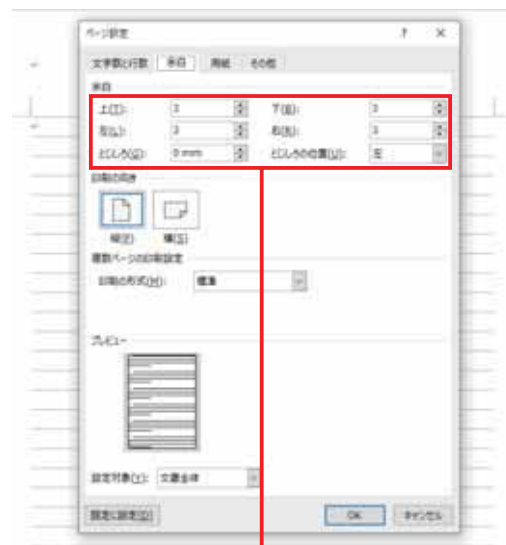 ページ設定 ? ×
文字数と行数 余白 用紙 その他
余白
上(T): 3 下(B): 3
左(L): 3 右(R): 3
とじしろ(G): 0 mm とじしろの位置(U): 左
印刷の向き
縦(P) 横(S)
複数ページの印刷設定
印刷の形式(M): 標準
プレビュー
設定対象(Y): 文書全体
既定に設定(D) OK キャンセル